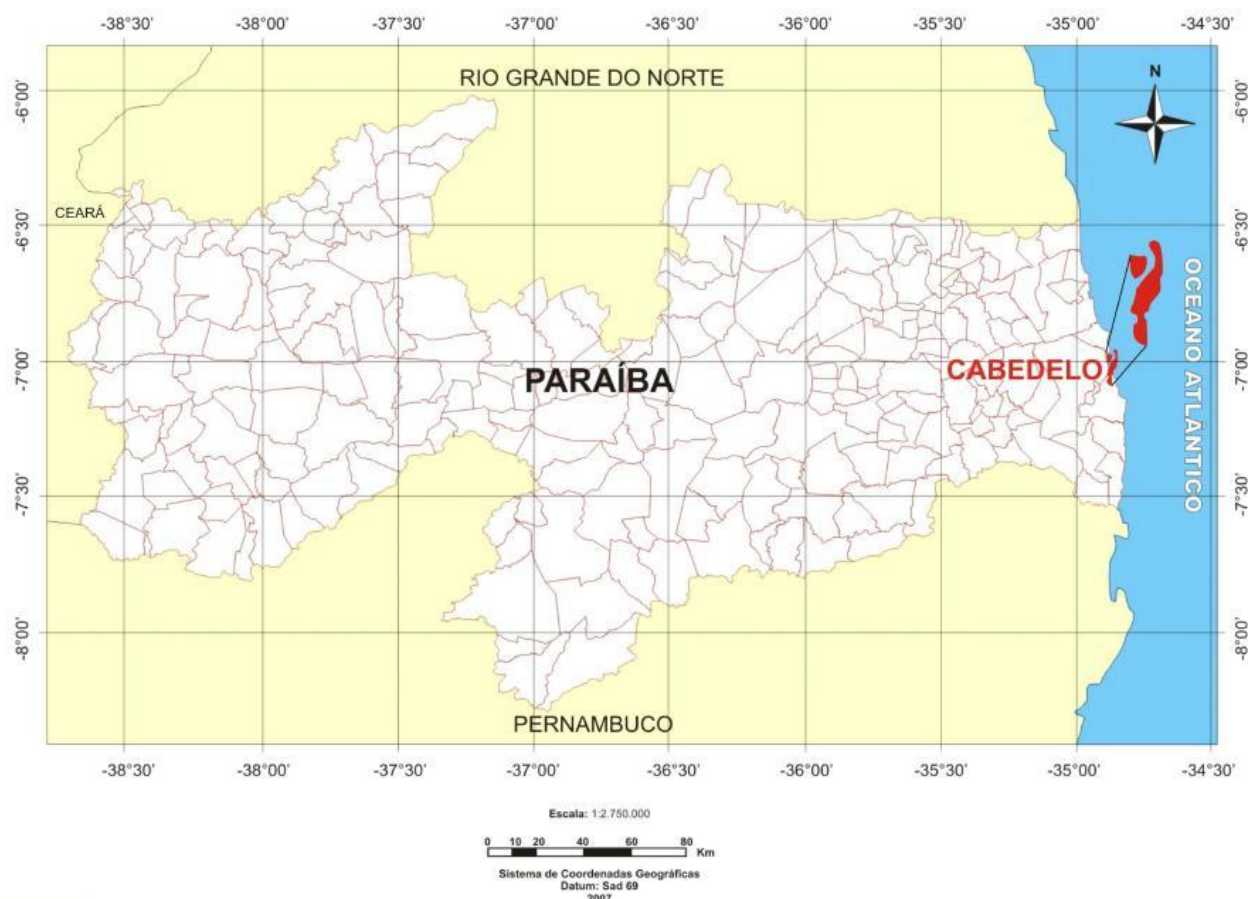 -38°30' -38°00' -37°30' -37°00' -36°30' -36°00' -35°30' -35°00' -34°30'
RIO GRANDE DO NORTE
N
-6°00' -6°00'
CEARÁ
-6°30' -6°30'
OCEANO ATLÂNTICO
-7°00' -7°00'
CABEDELO
PARAÍBA
-7°30' -7°30'
-8°00' -8°00'
PERNAMBUCO
-38°30' -38°00' -37°30' -37°00' -36°30' -36°00' -35°30' -35°00' -34°30'
Escala: 1:2.750.000
0 10 20 40 60 80
Km
Sistema de Coordenadas Geográficas
Datum: Sad 69
2007